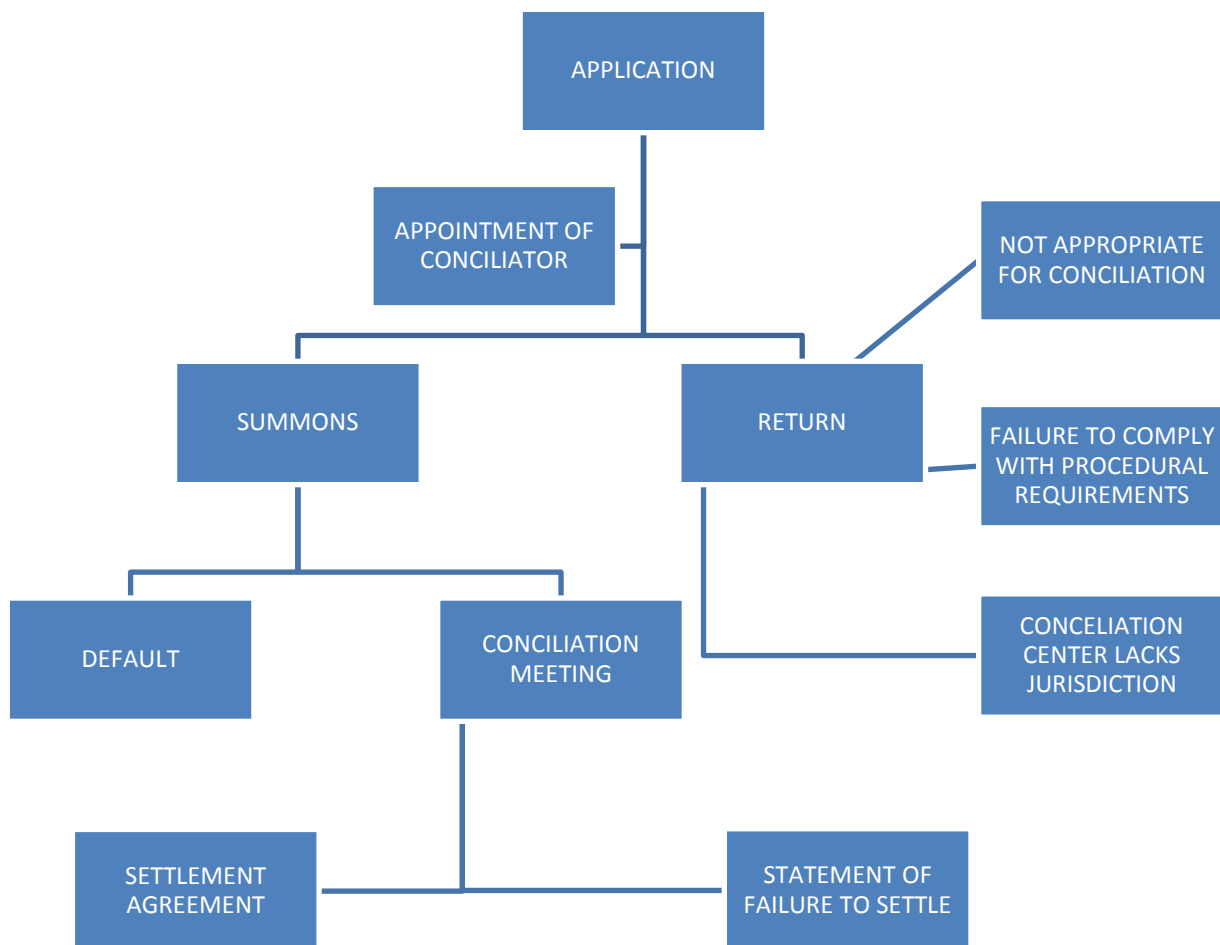 APPLICATION
APPOINTMENT OF
CONCILIATOR
NOT APPROPRIATE
FOR CONCILIATION
SUMMONS
RETURN
FAILURE TO COMPLY
WITH PROCEDURAL
REQUIREMENTS
DEFAULT
CONCILIATION
MEETING
CONCELIATION
CENTER LACKS
JURISDICTION
SETTLEMENT
AGREEMENT
STATEMENT OF
FAILURE TO SETTLE